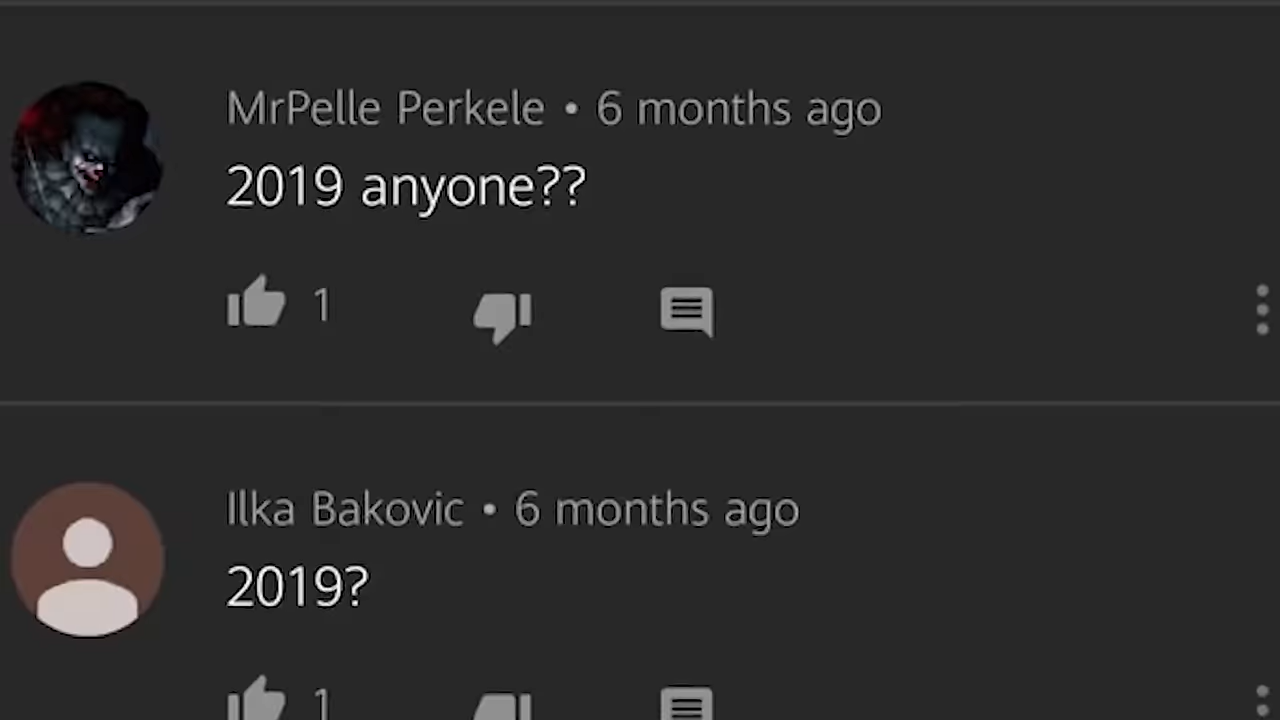 MrPelle Perkele • 6 months ago
2019 anyone??
1
Ilka Bakovic • 6 months ago
2019?
1